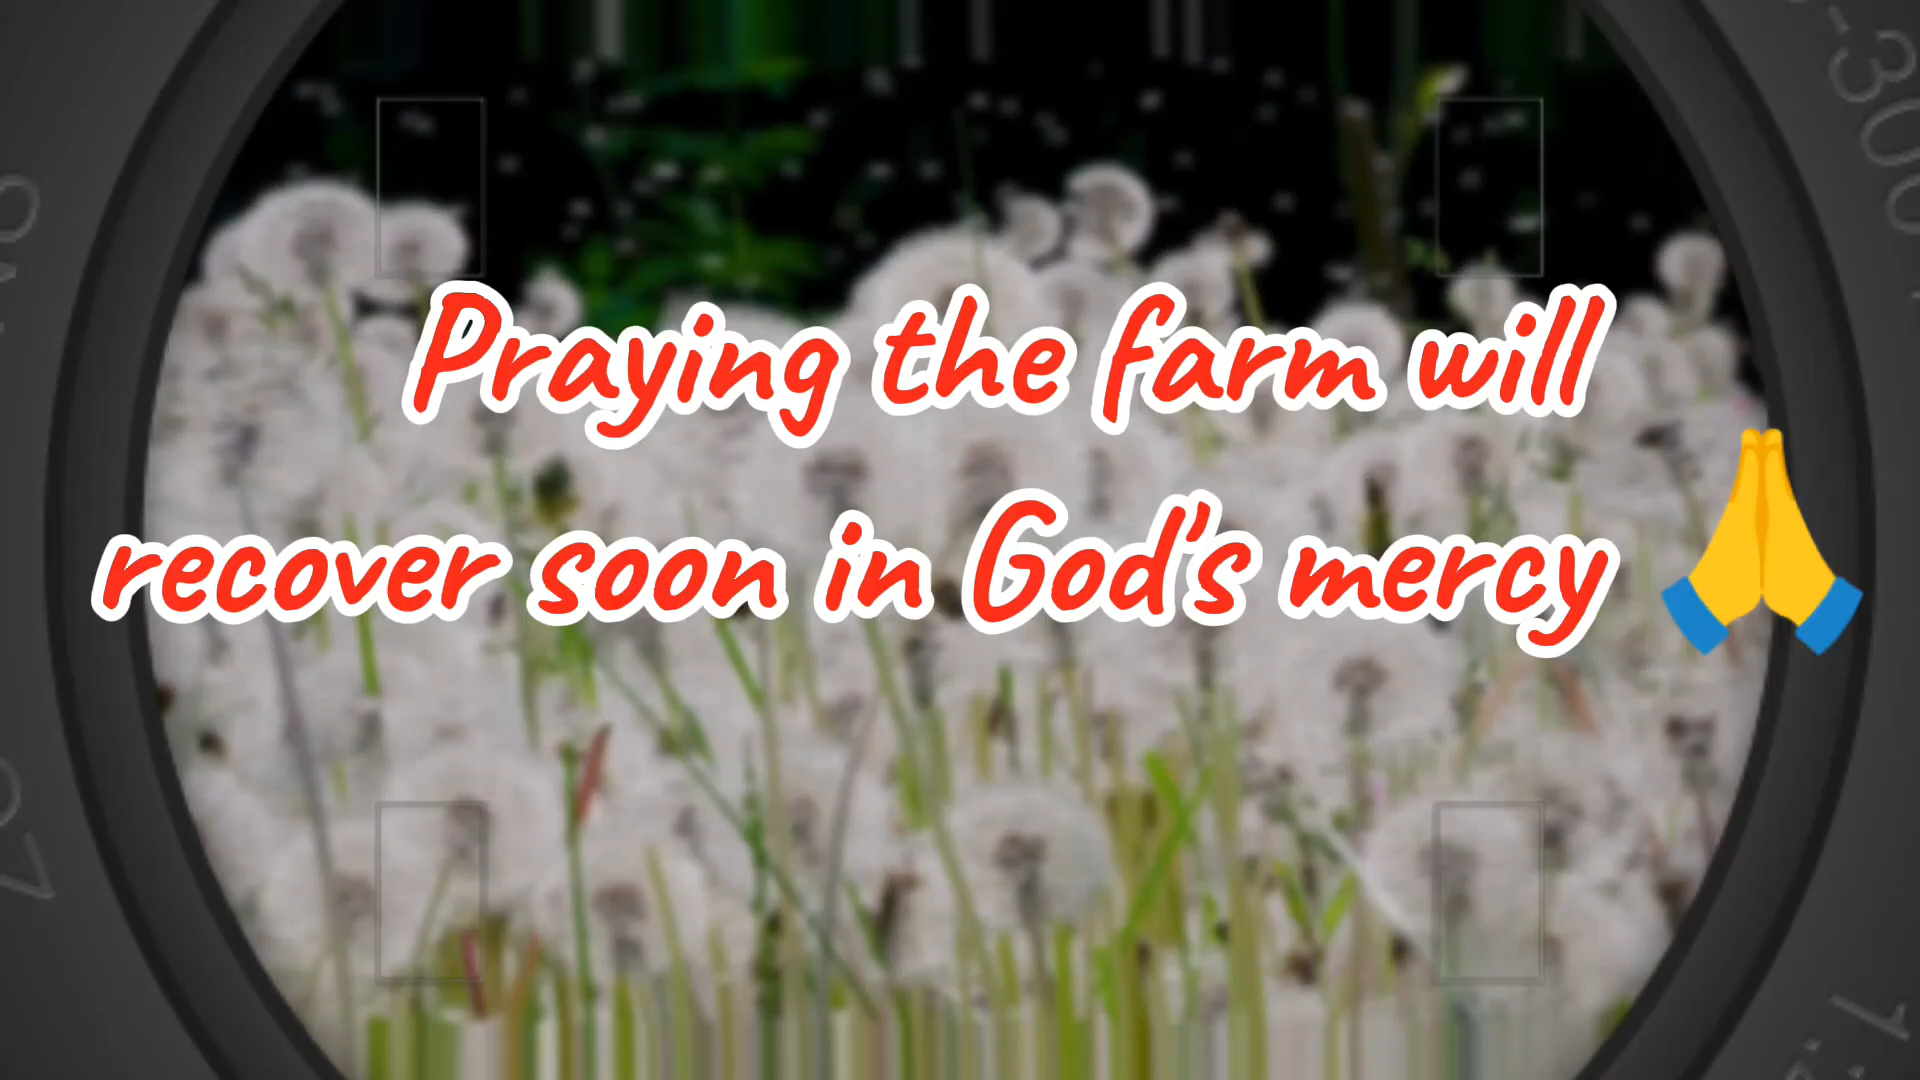 Praying the farm will
recover soon in God's mercy 🙏